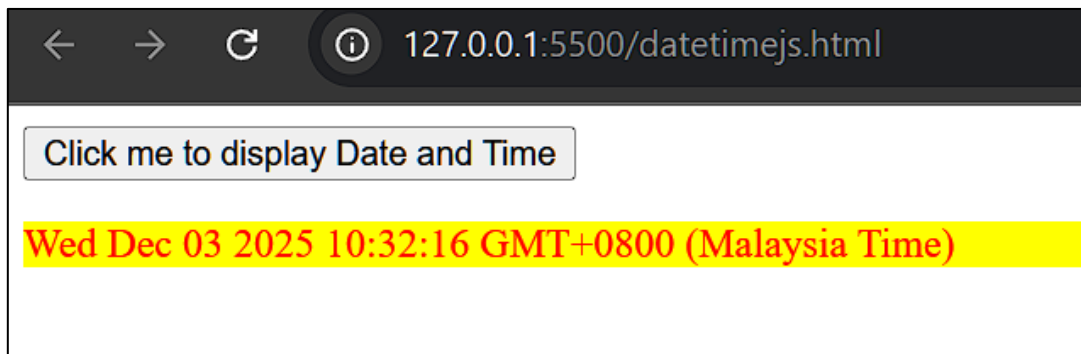 127.0.0.1:5500/datetimejs.html
Click me to display Date and Time
Wed Dec 03 2025 10:32:16 GMT+0800 (Malaysia Time)